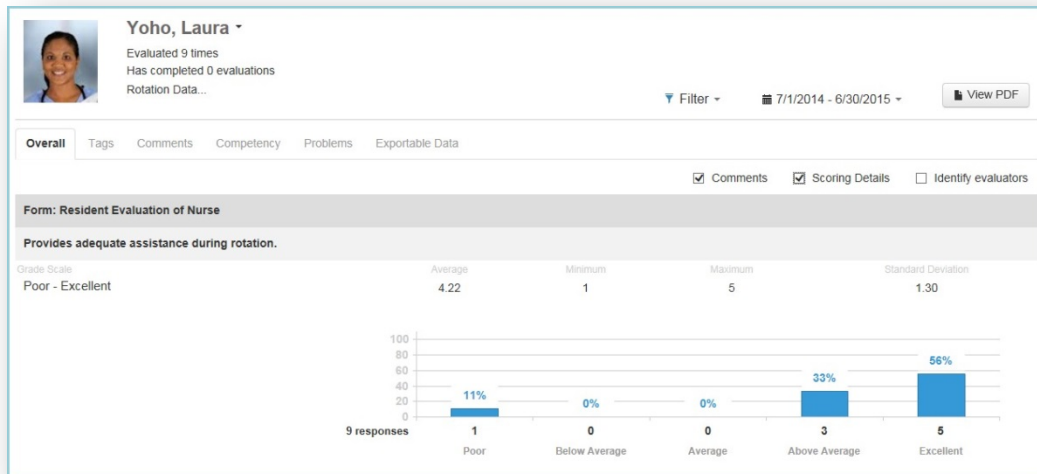 Yoho, Laura
Evaluated 9 times
Has completed 0 evaluations
Rotation Data...
Filter 7/1/2014 - 6/30/2015 View PDF
Overall Tags Comments Competency Problems Exportable Data
Comments Scoring Details Identify evaluators
Form: Resident Evaluation of Nurse
Provides adequate assistance during rotation.
Grade Scale Average Minimum Maximum Standard Deviation
Poor - Excellent 4.22 1 5 1.30
100
80
60
40
20
0
11% 0% 0% 33% 56%
9 responses 1 0 0 3 5
Poor Below Average Average Above Average Excellent